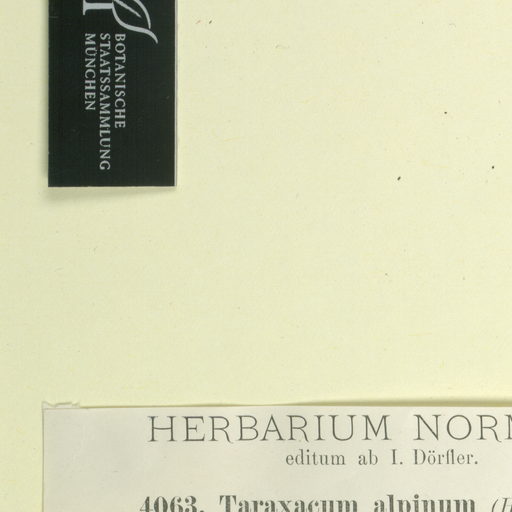 BOTANISCHE
STAATSSAMMLUNG
MÜNCHEN
HERBARIUM NOR
editum ab I. Dörfler.
4063. Taraxacum alpinum